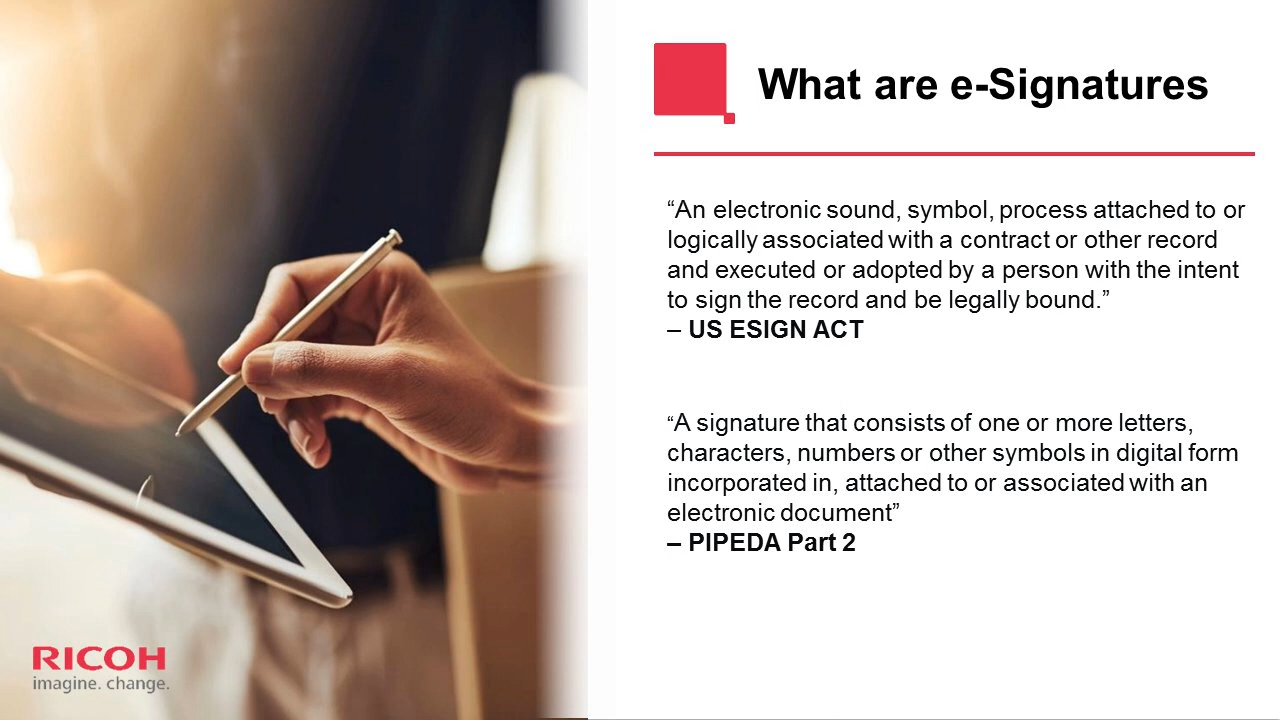 What are e-Signatures
“An electronic sound, symbol, process attached to or
logically associated with a contract or other record
and executed or adopted by a person with the intent
to sign the record and be legally bound.”
– US ESIGN ACT
“A signature that consists of one or more letters,
characters, numbers or other symbols in digital form
incorporated in, attached to or associated with an
electronic document”
– PIPEDA Part 2
RICOH
imagine. change.